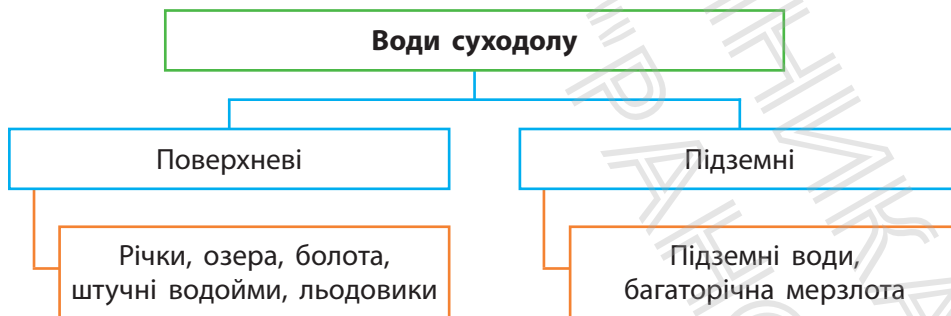 Води суходолу
Поверхневі
Підземні
Річки, озера, болота,
штучні водойми, льодовики
Підземні води,
багаторічна мерзлота